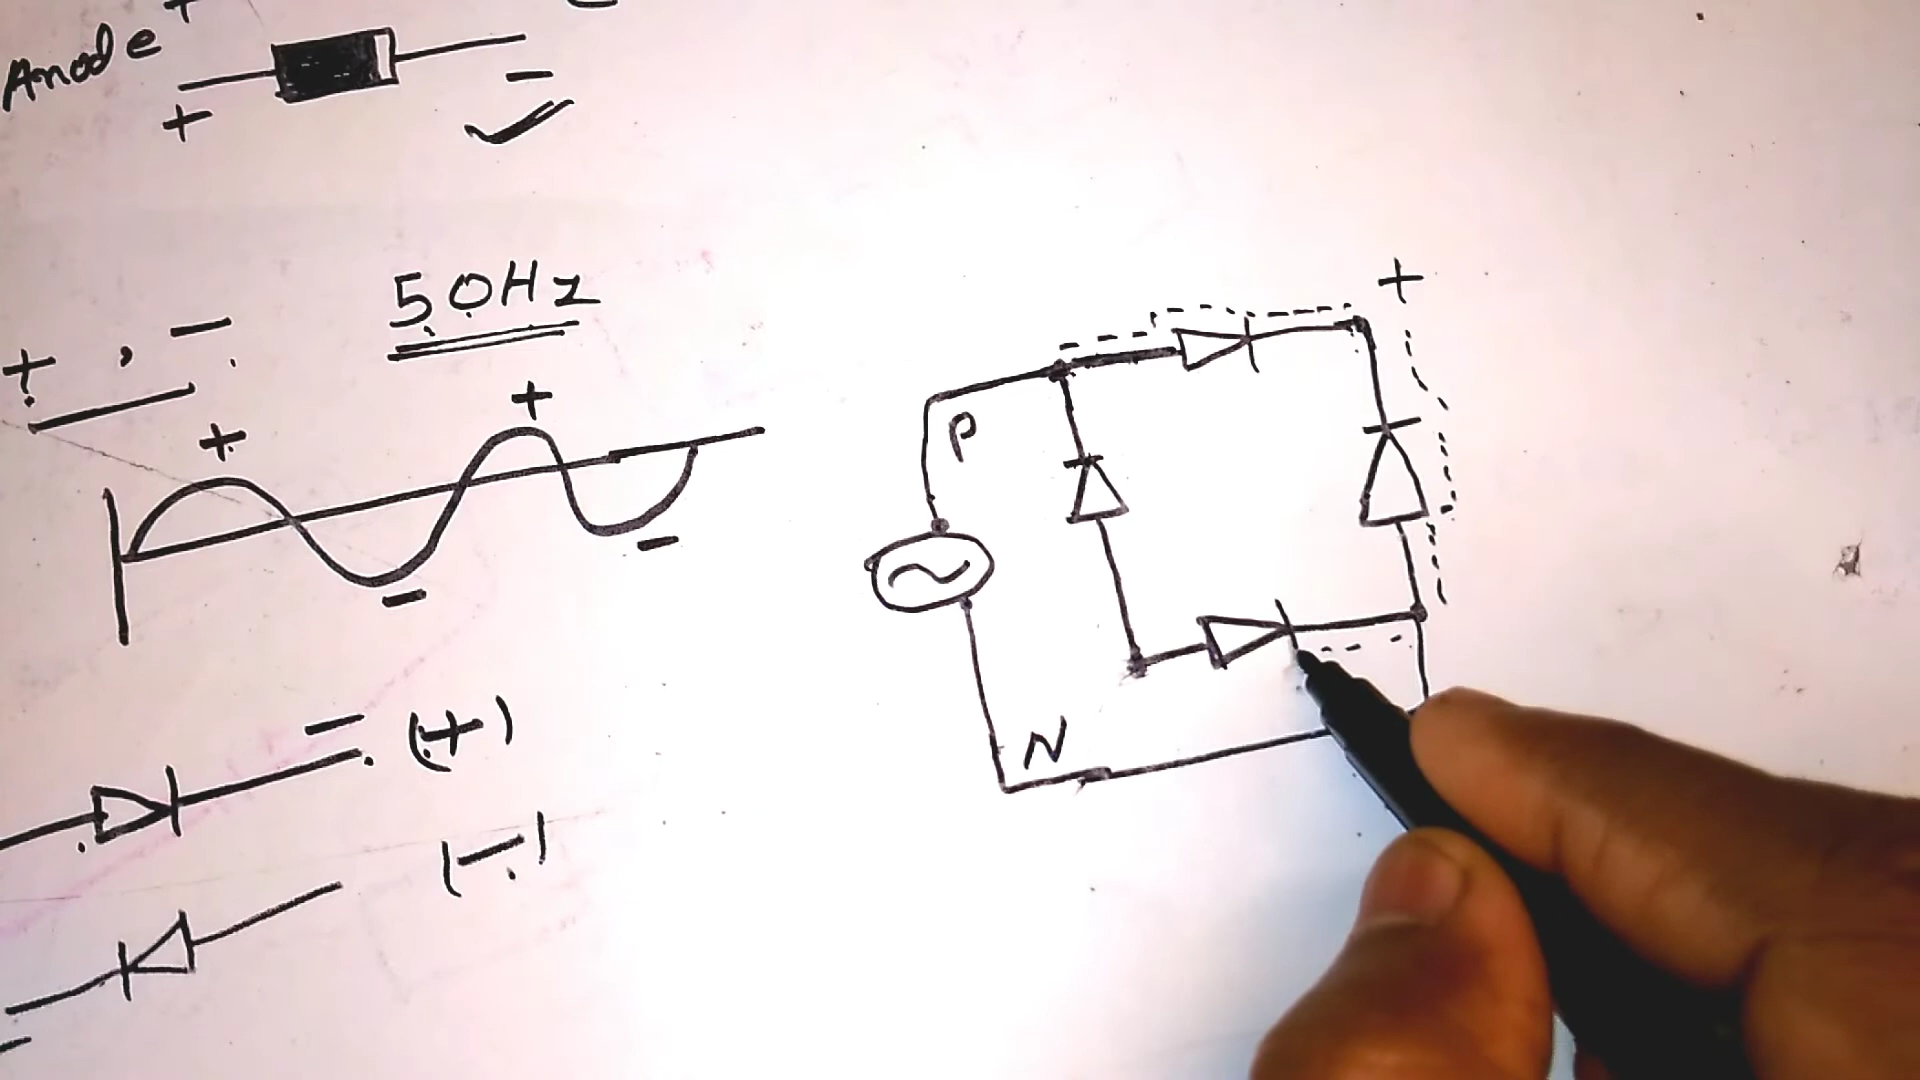 +
Anode
+ −
50Hz
+ , −
+ +
− −
− (+)
(−)
−
+
P
N